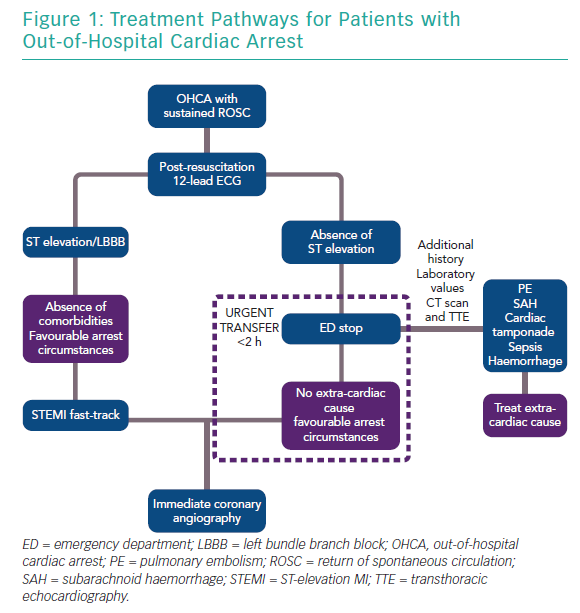 Figure 1: Treatment Pathways for Patients with
Out-of-Hospital Cardiac Arrest
OHCA with
sustained ROSC
Post-resuscitation
12-lead ECG
ST elevation/LBBB
Absence of
ST elevation
Absence of
comorbidities
Favourable arrest
circumstances
URGENT
TRANSFER
<2 h
ED stop
Additional
history
Laboratory
values
CT scan
and TTE
PE
SAH
Cardiac
tamponade
Sepsis
Haemorrhage
STEMI fast-track
No extra-cardiac
cause
favourable arrest
circumstances
Treat extra-
cardiac cause
Immediate coronary
angiography
ED = emergency department; LBBB = left bundle branch block; OHCA, out-of-hospital
cardiac arrest; PE = pulmonary embolism; ROSC = return of spontaneous circulation;
SAH = subarachnoid haemorrhage; STEMI = ST-elevation MI; TTE = transthoracic
echocardiography.